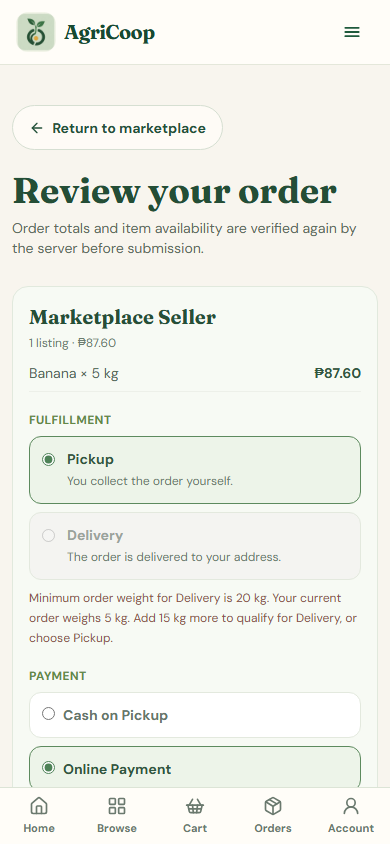 AgriCoop
← Return to marketplace
Review your order
Order totals and item availability are verified again by
the server before submission.
Marketplace Seller
1 listing · ₱87.60
Banana × 5 kg ₱87.60
FULFILLMENT
Pickup
You collect the order yourself.
Delivery
The order is delivered to your address.
Minimum order weight for Delivery is 20 kg. Your current
order weighs 5 kg. Add 15 kg more to qualify for Delivery, or
choose Pickup.
PAYMENT
Cash on Pickup
Online Payment
Home Browse Cart Orders Account